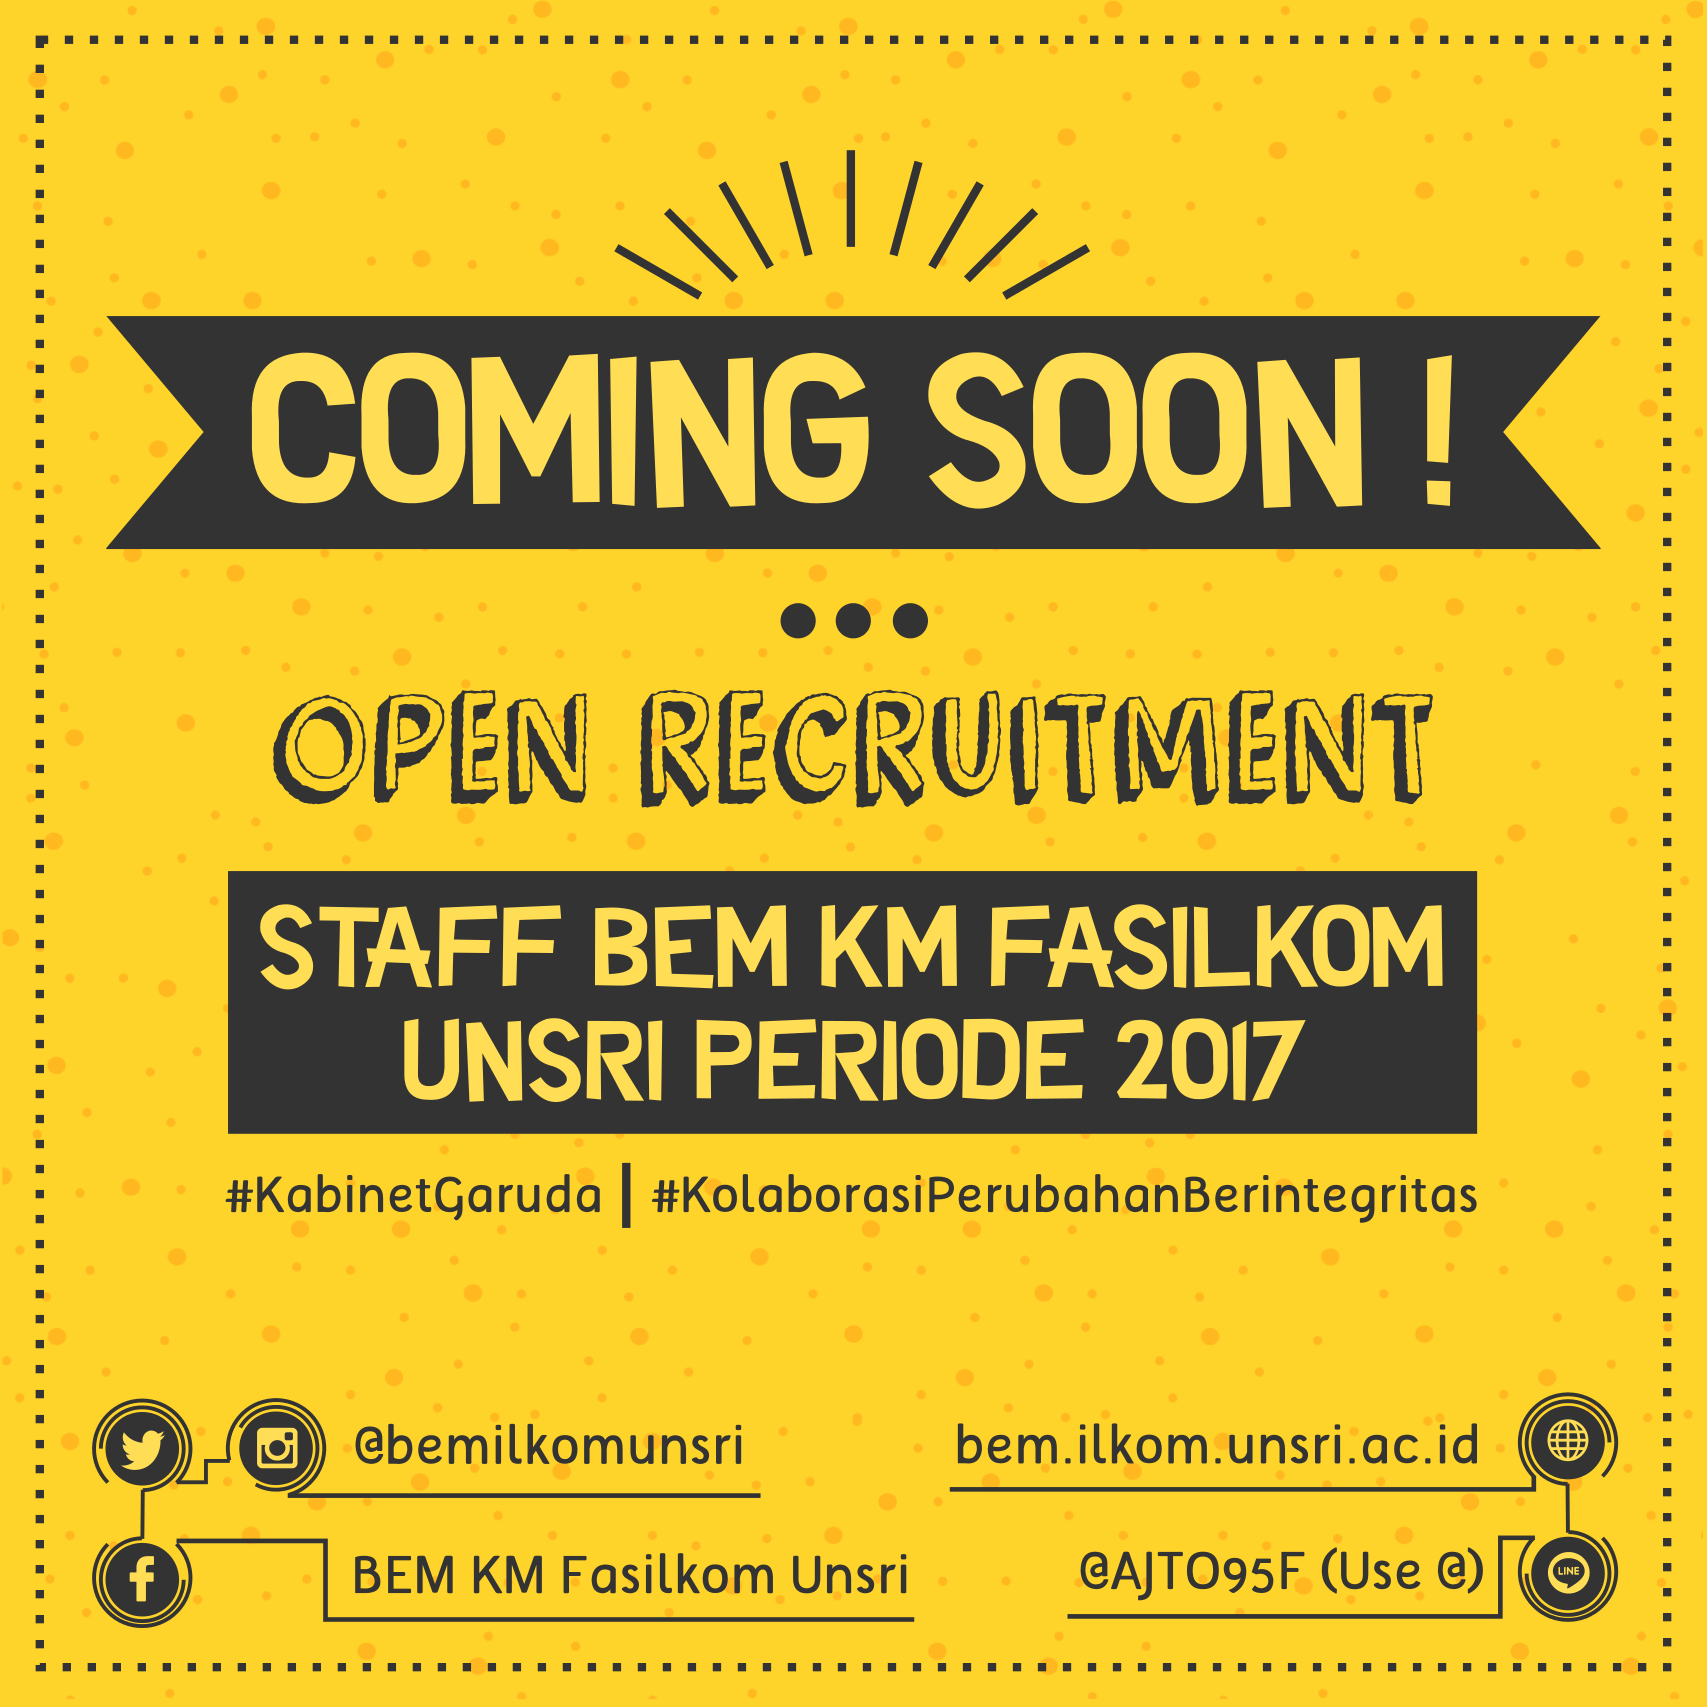 COMING SOON !
OPEN RECRUITMENT
STAFF BEM KM FASILKOM
UNSRI PERIODE 2017
#KabinetGaruda | #KolaborasiPerubahanBerintegritas
@bemilkomunsri
BEM KM Fasilkom Unsri
bem.ilkom.unsri.ac.id
@AJTO95F (Use @)
LINE